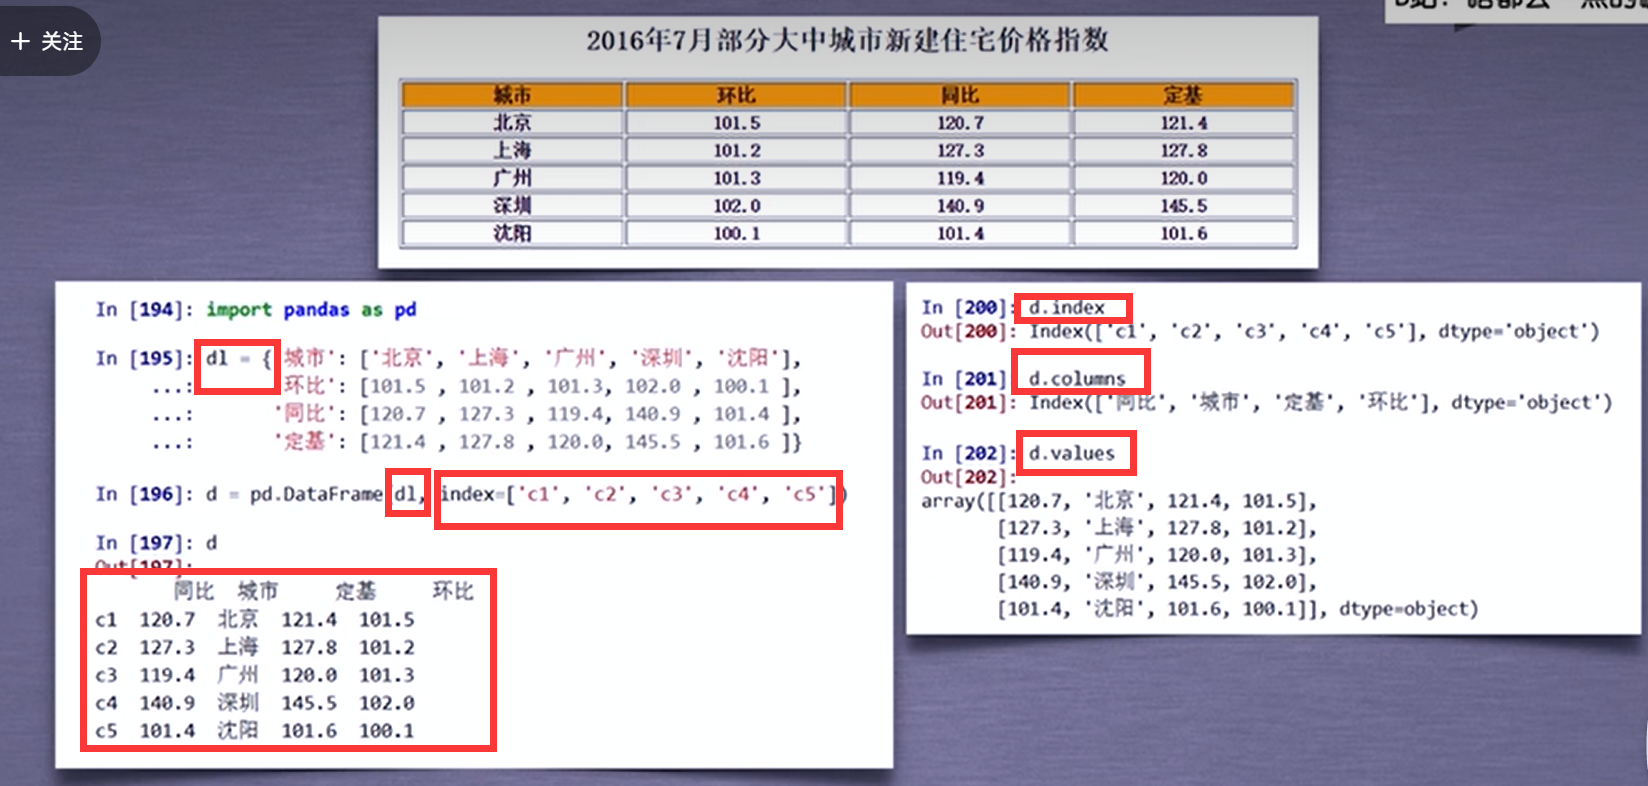 + 关注
2016年7月部分大中城市新建住宅价格指数
城市 环比 同比 定基
北京 101.5 120.7 121.4
上海 101.2 127.3 127.8
广州 101.3 119.4 120.0
深圳 102.0 140.9 145.5
沈阳 100.1 101.4 101.6
In [194]: import pandas as pd
In [195]: dl = { 城市': ['北京', '上海', '广州', '深圳', '沈阳'],
...: 环比': [101.5 , 101.2 , 101.3, 102.0 , 100.1 ],
...: '同比': [120.7 , 127.3 , 119.4, 140.9 , 101.4 ],
...: '定基': [121.4 , 127.8 , 120.0, 145.5 , 101.6 ]}
In [196]: d = pd.DataFrame dl, index=['c1', 'c2', 'c3', 'c4', 'c5'])
In [197]: d
Out[197]:
同比 城市 定基 环比
c1 120.7 北京 121.4 101.5
c2 127.3 上海 127.8 101.2
c3 119.4 广州 120.0 101.3
c4 140.9 深圳 145.5 102.0
c5 101.4 沈阳 101.6 100.1
In [200]: d.index
Out[200]: Index(['c1', 'c2', 'c3', 'c4', 'c5'], dtype='object')
In [201] d.columns
Out[201]: Index(['同比', '城市', '定基', '环比'], dtype='object')
In [202]: d.values
Out[202]:
array([[120.7, '北京', 121.4, 101.5],
[127.3, '上海', 127.8, 101.2],
[119.4, '广州', 120.0, 101.3],
[140.9, '深圳', 145.5, 102.0],
[101.4, '沈阳', 101.6, 100.1]], dtype=object)